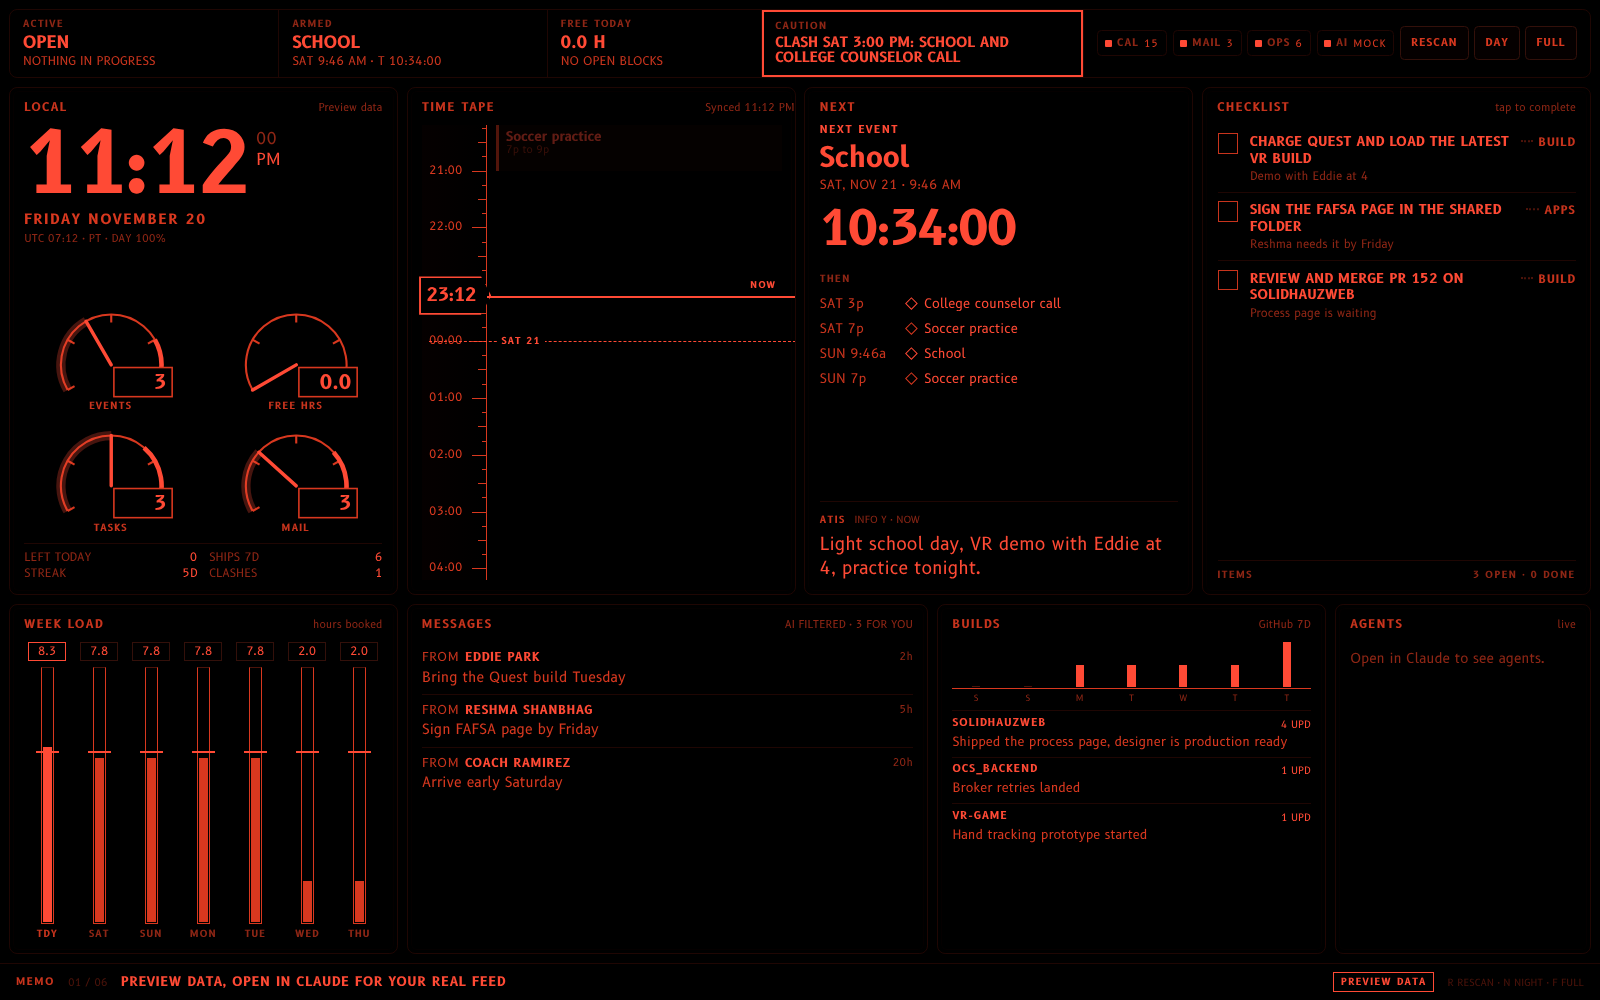 ACTIVE
OPEN
NOTHING IN PROGRESS
ARMED
SCHOOL
SAT 9:46 AM · T 10:34:00
FREE TODAY
0.0 H
NO OPEN BLOCKS
CAUTION
CLASH SAT 3:00 PM: SCHOOL AND
COLLEGE COUNSELOR CALL
CAL 15
MAIL 3
OPS 6
AI MOCK
RESCAN
DAY
FULL
LOCAL
Preview data
11:12
00
PM
FRIDAY NOVEMBER 20
UTC 07:12 · PT · DAY 100%
3
EVENTS
0.0
FREE HRS
3
TASKS
3
MAIL
LEFT TODAY 0
SHIPS 7D 6
STREAK 5D
CLASHES 1
TIME TAPE
Synced 11:12 PM
Soccer practice
7p to 9p
21:00
22:00
NOW
23:12
00:00
SAT 21
01:00
02:00
03:00
04:00
NEXT
NEXT EVENT
School
SAT, NOV 21 · 9:46 AM
10:34:00
THEN
SAT 3p ◇ College counselor call
SAT 7p ◇ Soccer practice
SUN 9:46a ◇ School
SUN 7p ◇ Soccer practice
ATIS INFO Y · NOW
Light school day, VR demo with Eddie at
4, practice tonight.
CHECKLIST
tap to complete
CHARGE QUEST AND LOAD THE LATEST
VR BUILD
···· BUILD
Demo with Eddie at 4
SIGN THE FAFSA PAGE IN THE SHARED
FOLDER
···· APPS
Reshma needs it by Friday
REVIEW AND MERGE PR 152 ON
SOLIDHAUZWEB
···· BUILD
Process page is waiting
ITEMS
3 OPEN · 0 DONE
WEEK LOAD
hours booked
8.3 7.8 7.8 7.8 7.8 2.0 2.0
TDY SAT SUN MON TUE WED THU
MESSAGES
AI FILTERED · 3 FOR YOU
FROM EDDIE PARK 2h
Bring the Quest build Tuesday
FROM RESHMA SHANBHAG 5h
Sign FAFSA page by Friday
FROM COACH RAMIREZ 20h
Arrive early Saturday
BUILDS
GitHub 7D
S S M T W T T
SOLIDHAUZWEB 4 UPD
Shipped the process page, designer is production ready
OCS_BACKEND 1 UPD
Broker retries landed
VR-GAME 1 UPD
Hand tracking prototype started
AGENTS
live
Open in Claude to see agents.
MEMO 01 / 06 PREVIEW DATA, OPEN IN CLAUDE FOR YOUR REAL FEED
PREVIEW DATA
R RESCAN · N NIGHT · F FULL